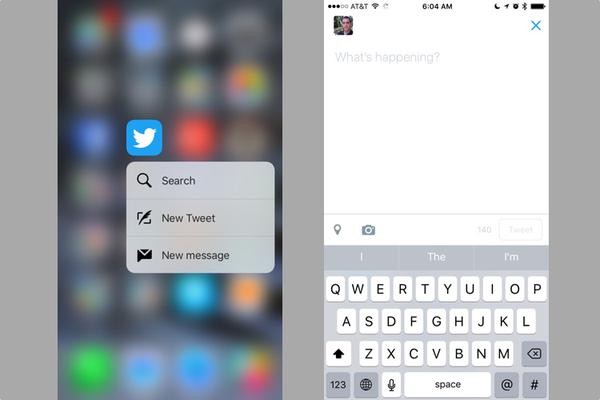 Search
New Tweet
New message
AT&T 6:04 AM
What's happening?
140 Tweet
I The I'm
Q W E R T Y U I O P
A S D F G H J K L
Z X C V B N M
123 space @ #